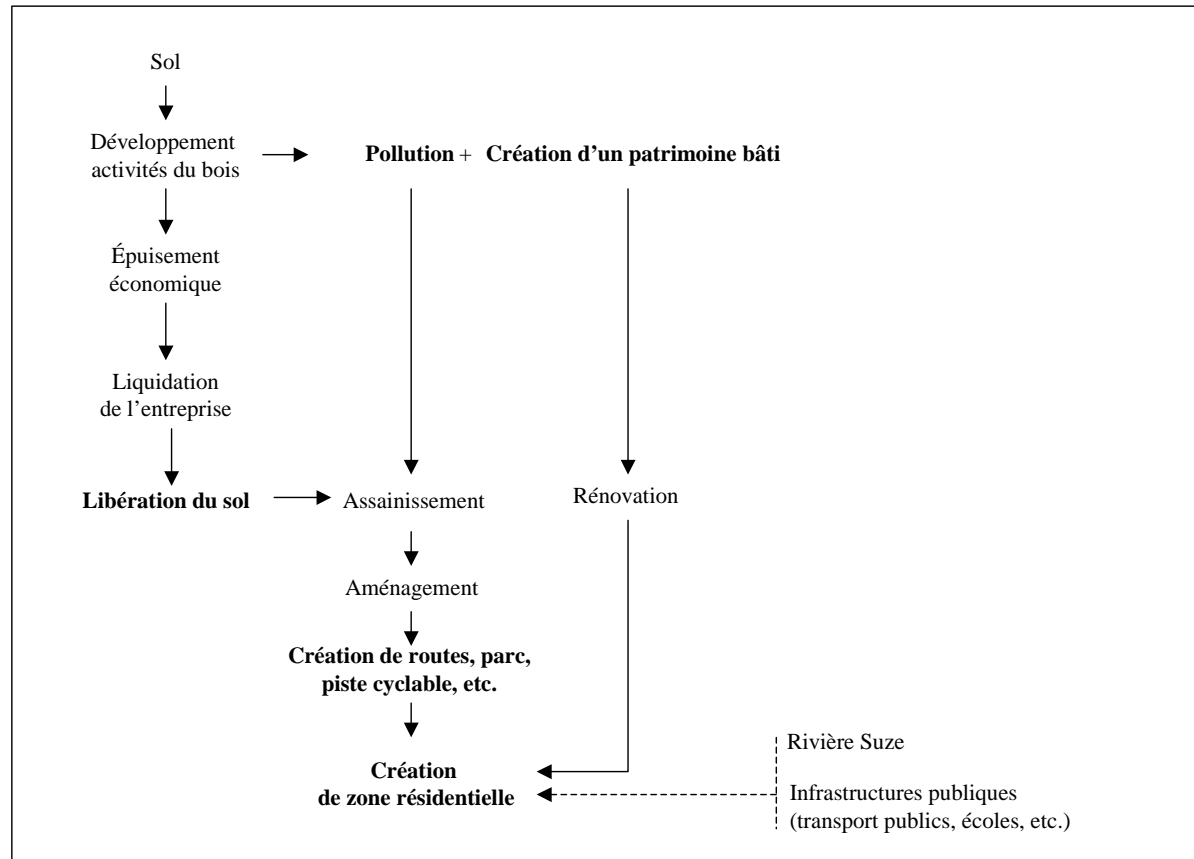 Sol
Développement
activités du bois
Pollution + Création d'un patrimoine bâti
Épuisement
économique
Liquidation
de l'entreprise
Libération du sol
Assainissement
Rénovation
Aménagement
Création de routes, parc,
piste cyclable, etc.
Création
de zone résidentielle
Rivière Suze
Infrastructures publiques
(transport publics, écoles, etc.)